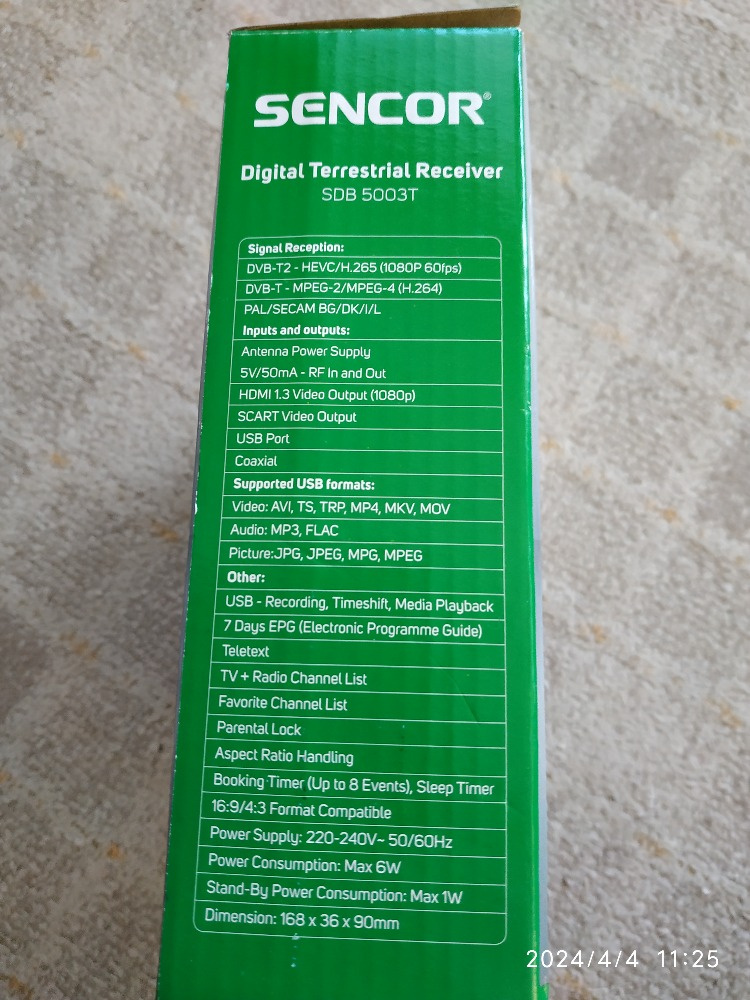 SENCOR®
Digital Terrestrial Receiver
SDB 5003T
Signal Reception:
DVB-T2 - HEVC/H.265 (1080P 60fps)
DVB-T - MPEG-2/MPEG-4 (H.264)
PAL/SECAM BG/DK/I/L
Inputs and outputs:
Antenna Power Supply
5V/50mA - RF In and Out
HDMI 1.3 Video Output (1080p)
SCART Video Output
USB Port
Coaxial
Supported USB formats:
Video: AVI, TS, TRP, MP4, MKV, MOV
Audio: MP3, FLAC
Picture:JPG, JPEG, MPG, MPEG
Other:
USB - Recording, Timeshift, Media Playback
7 Days EPG (Electronic Programme Guide)
Teletext
TV + Radio Channel List
Favorite Channel List
Parental Lock
Aspect Ratio Handling
Booking Timer (Up to 8 Events), Sleep Timer
16:9/4:3 Format Compatible
Power Supply: 220-240V~ 50/60Hz
Power Consumption: Max 6W
Stand-By Power Consumption: Max 1W
Dimension: 168 x 36 x 90mm
2024/4/4 11:25